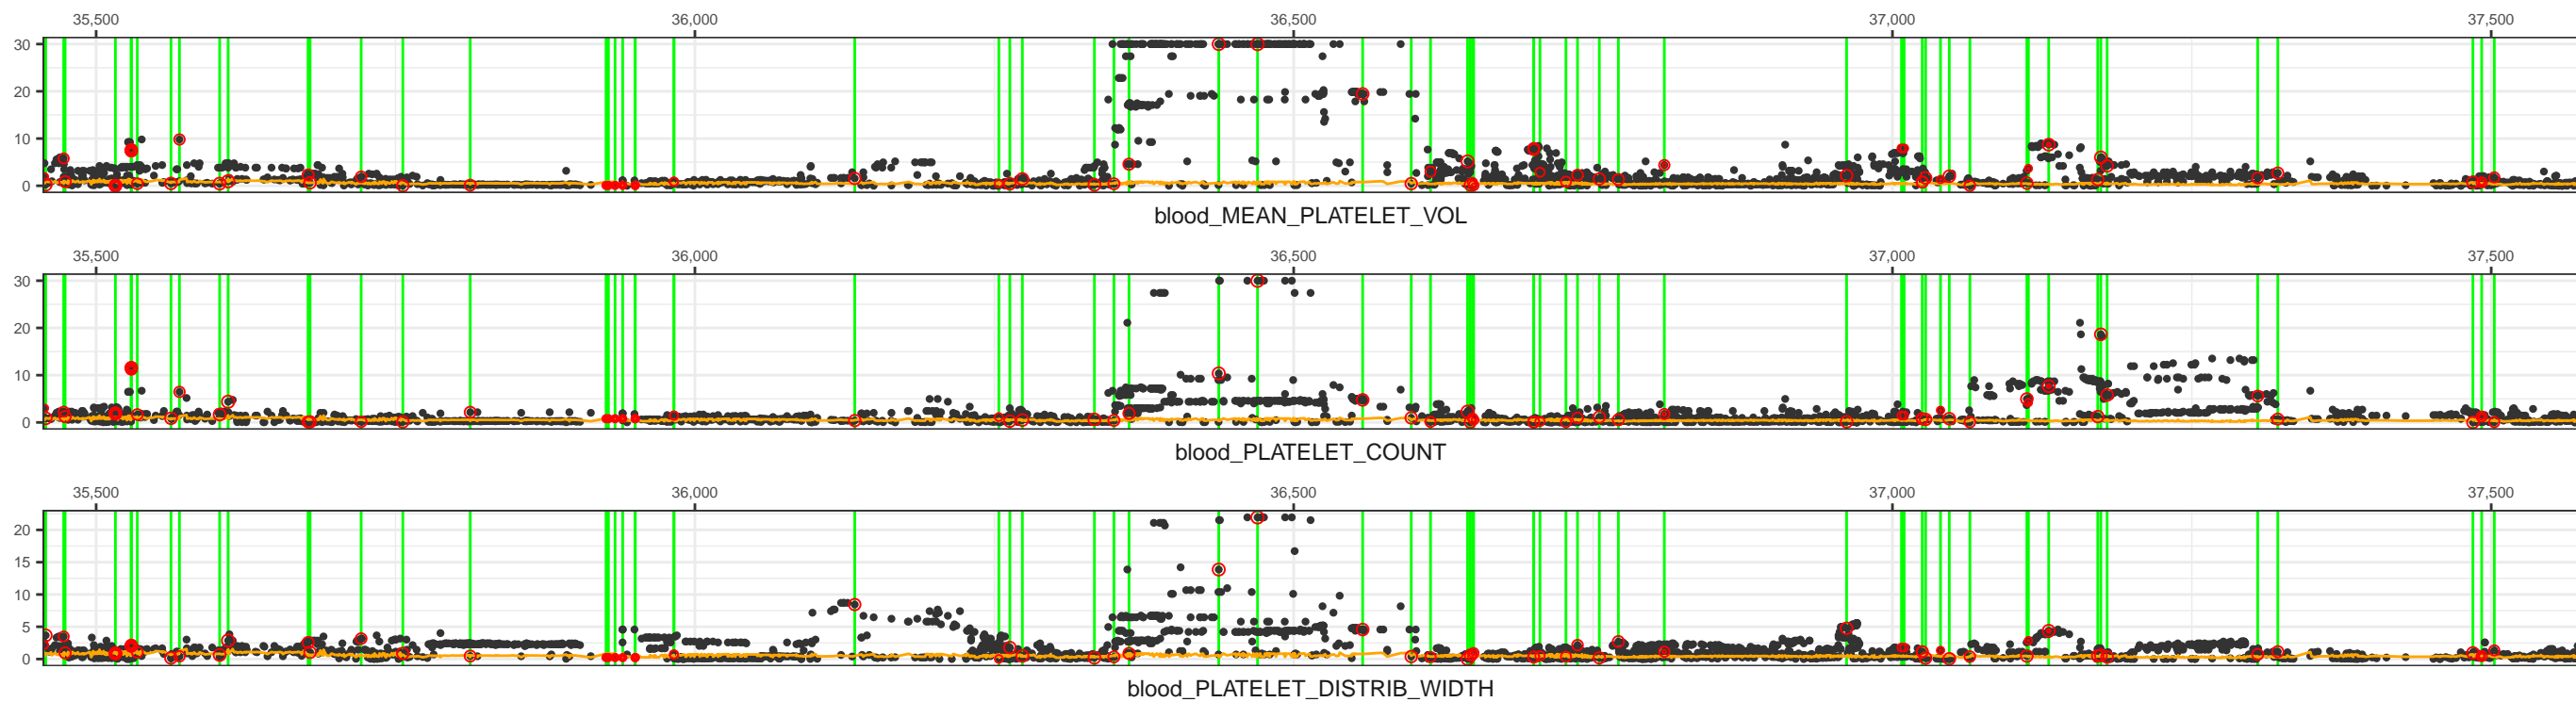 35,500 36,000 36,500 37,000 37,500
30
20
10
0
blood_MEAN_PLATELET_VOL
35,500 36,000 36,500 37,000 37,500
30
20
10
0
blood_PLATELET_COUNT
35,500 36,000 36,500 37,000 37,500
20
15
10
5
0
blood_PLATELET_DISTRIB_WIDTH